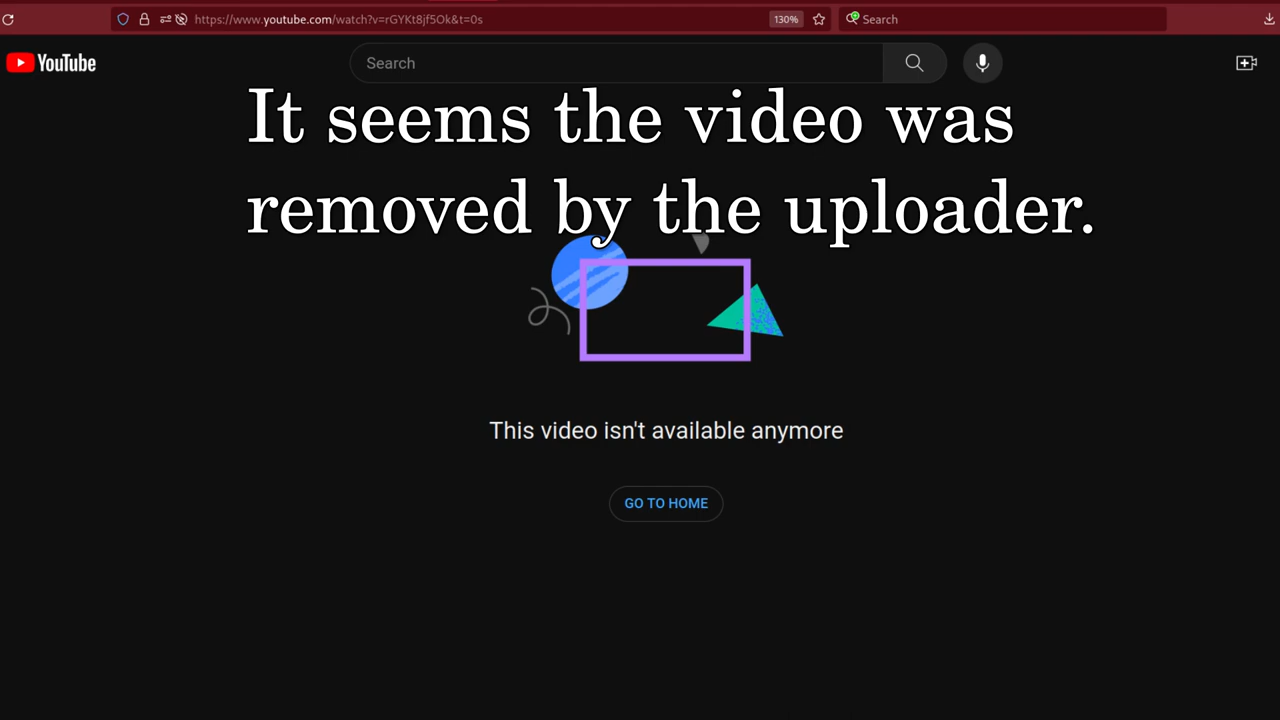 https://www.youtube.com/watch?v=rGYKt8jf5Ok&t=0s
130%
Search
YouTube
Search
It seems the video was
removed by the uploader.
This video isn't available anymore
GO TO HOME